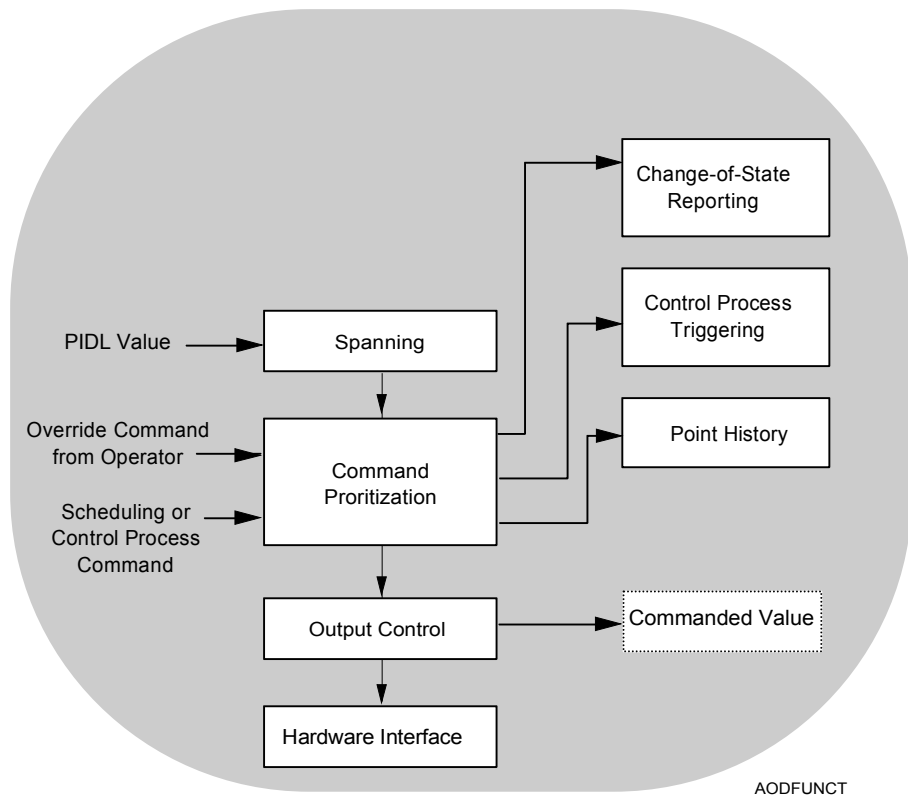 Change-of-State
Reporting
Control Process
Triggering
PIDL Value
Spanning
Override Command
from Operator
Point History
Command
Proritization
Scheduling or
Control Process
Command
Output Control
Commanded Value
Hardware Interface
AODFUNCT